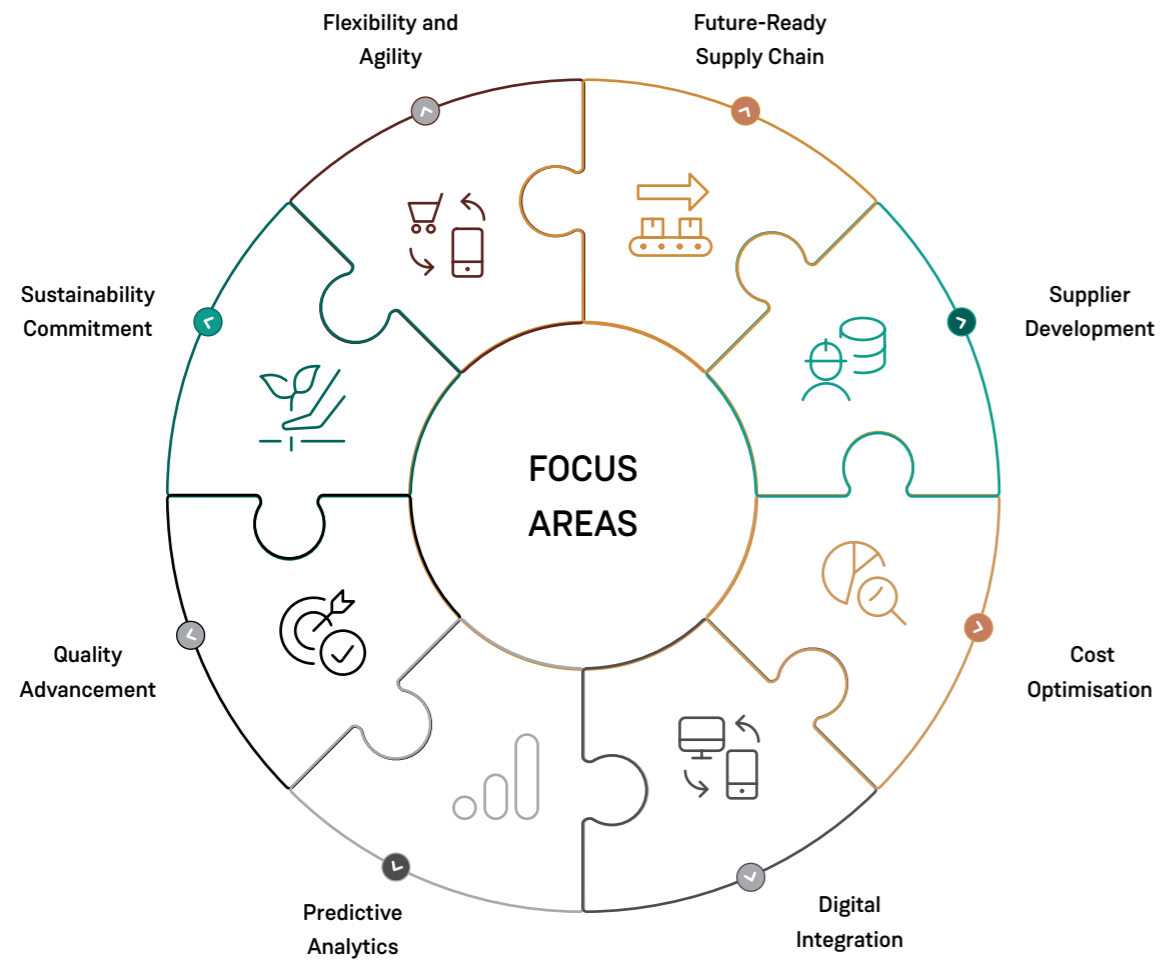 Flexibility and
Agility
Future-Ready
Supply Chain
Sustainability
Commitment
Supplier
Development
FOCUS
AREAS
Quality
Advancement
Cost
Optimisation
Predictive
Analytics
Digital
Integration